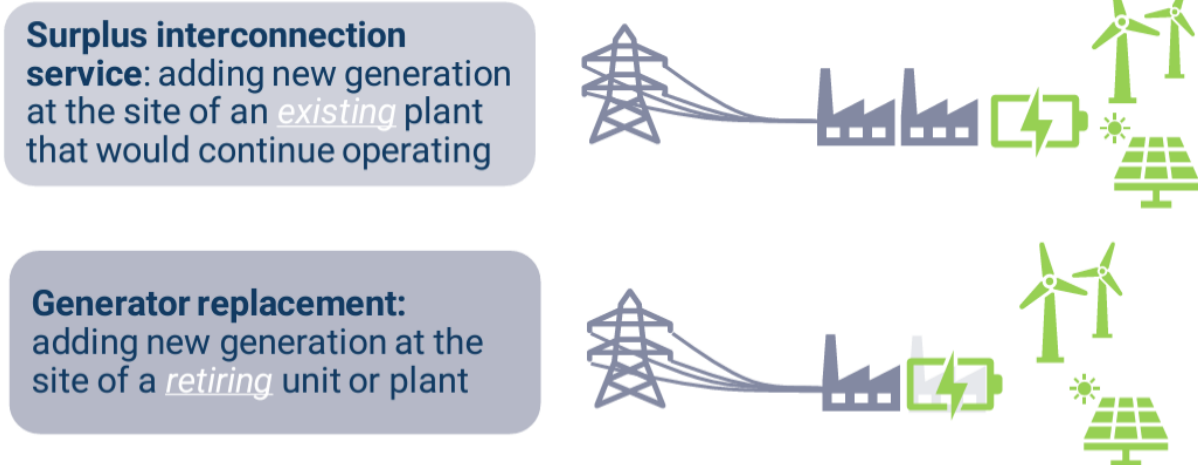 Surplus interconnection
service: adding new generation
at the site of an existing plant
that would continue operating
Generator replacement:
adding new generation at the
site of a retiring unit or plant